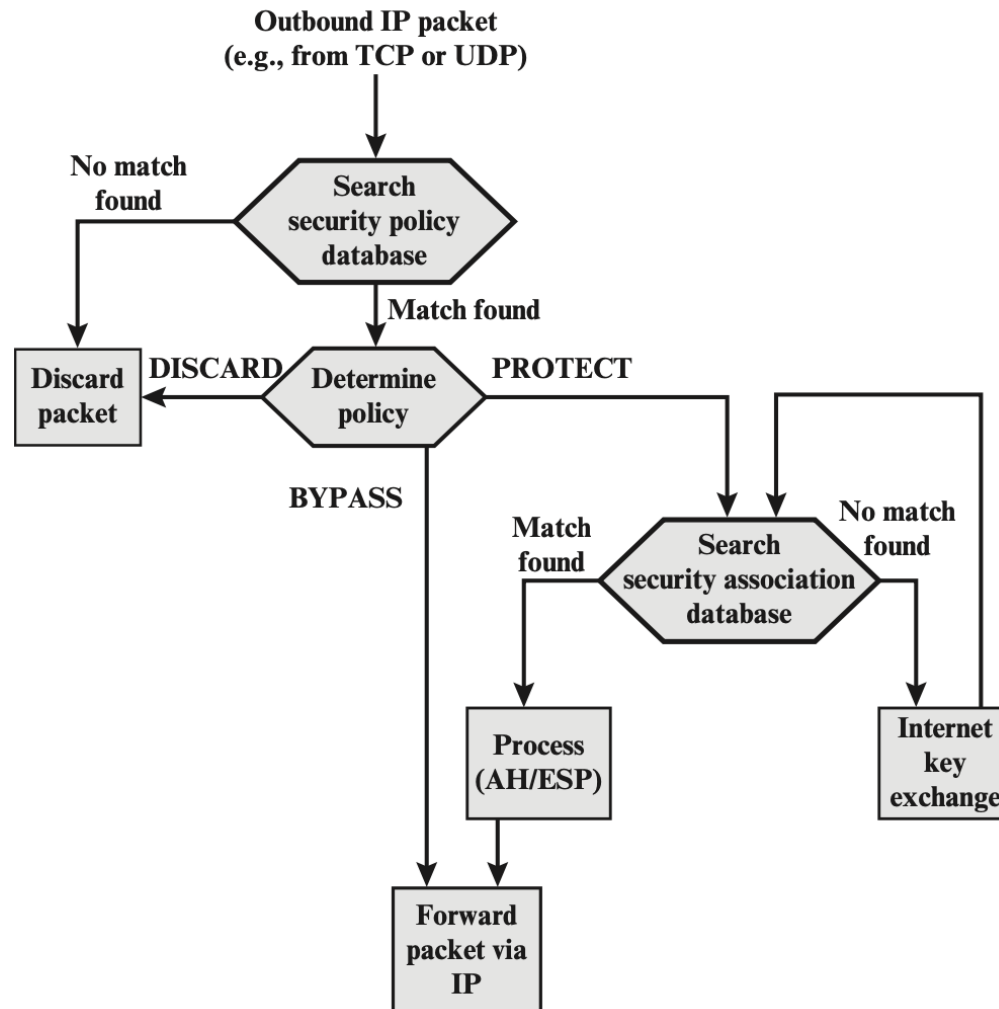 Outbound IP packet
(e.g., from TCP or UDP)
No match
found
Search
security policy
database
Match found
Discard
packet
DISCARD
Determine
policy
PROTECT
BYPASS
Match
found
Search
security association
database
No match
found
Process
(AH/ESP)
Internet
key
exchange
Forward
packet via
IP